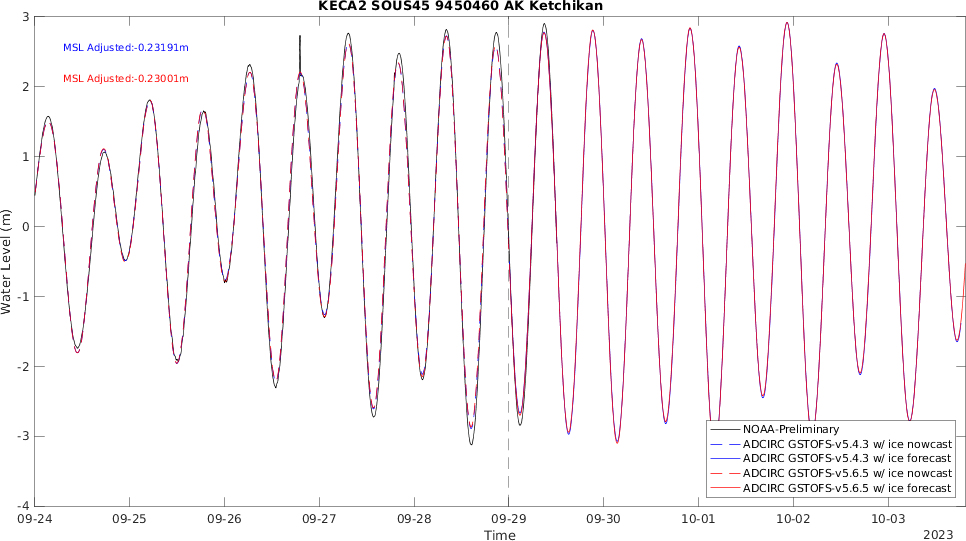 KECA2 SOUS45 9450460 AK Ketchikan
MSL Adjusted:-0.23191m
MSL Adjusted:-0.23001m
Water Level (m)
3
2
1
0
-1
-2
-3
-4
NOAA-Preliminary
ADCIRC GSTOFS-v5.4.3 w/ ice nowcast
ADCIRC GSTOFS-v5.4.3 w/ ice forecast
ADCIRC GSTOFS-v5.6.5 w/ ice nowcast
ADCIRC GSTOFS-v5.6.5 w/ ice forecast
09-24 09-25 09-26 09-27 09-28 09-29 09-30 10-01 10-02 10-03
Time
2023